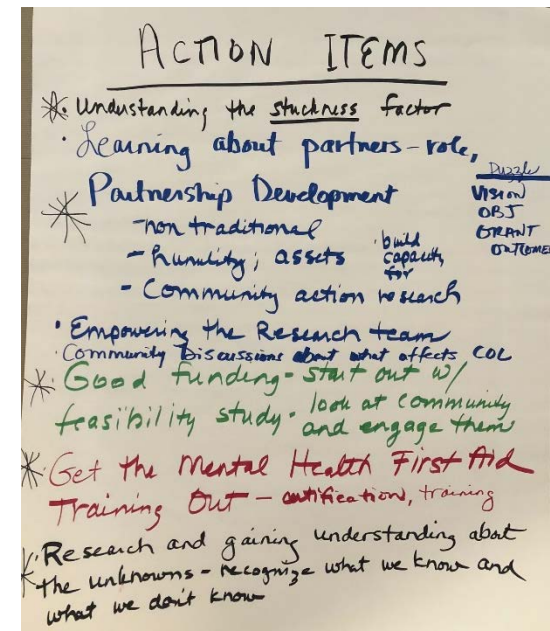 ACTION ITEMS
• Understanding the stuckness factor
• Learning about partners - role,
Puzzle
VISION
OBJ
GRANT
OUTCOMES
Partnership Development
- non traditional
- humility; assets
• build
capacity
for
- Community action research
• Empowering the Research team
• Community Discussions about what affects COL
• Good funding - start out w/
feasibility study • look at community
and engage them
• Get the Mental Health First Aid
Training Out - certification, training
• Research and gaining understanding about
the unknowns - recognize what we know and
what we don't know